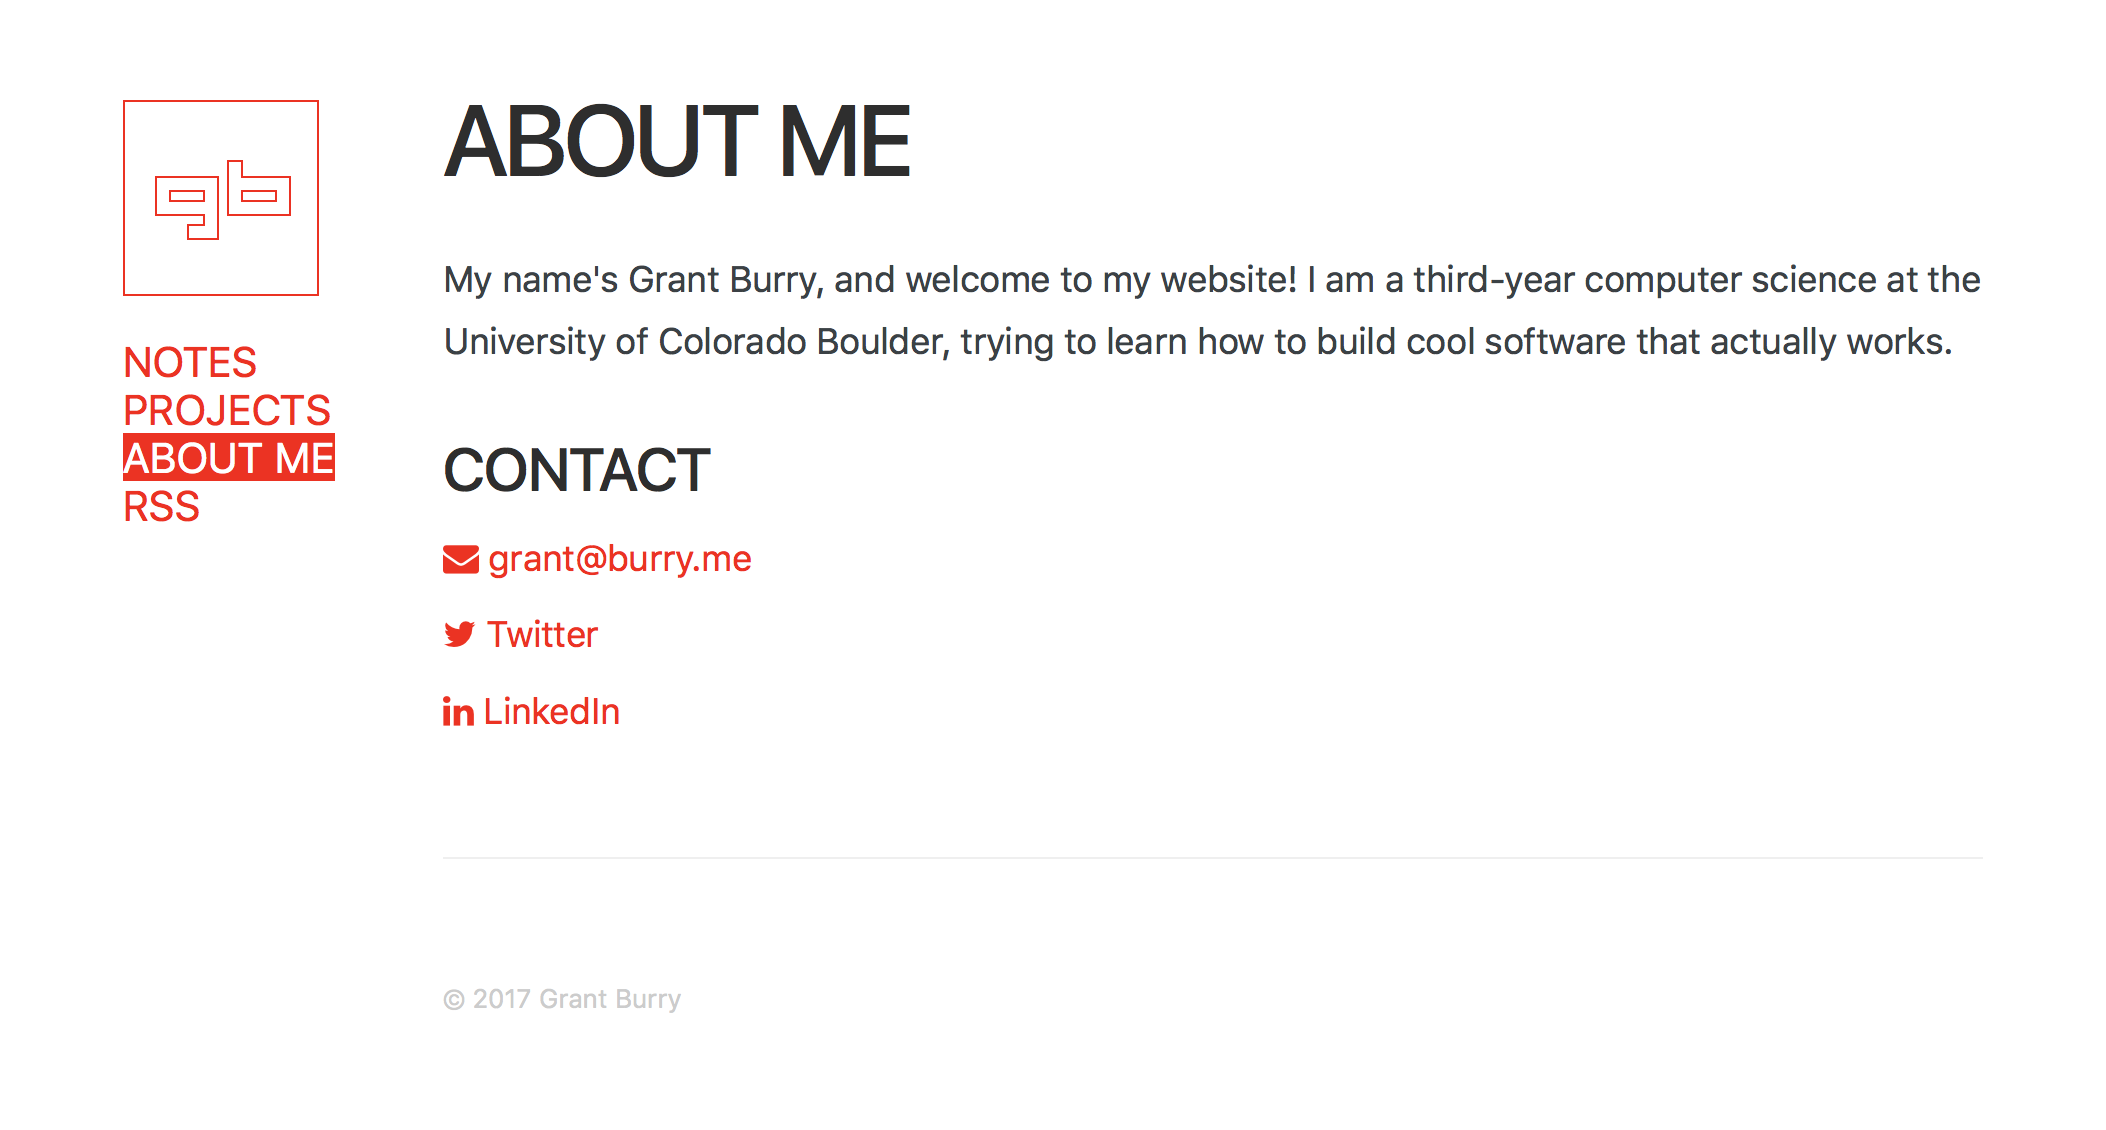 gb
NOTES
PROJECTS
ABOUT ME
RSS
ABOUT ME
My name's Grant Burry, and welcome to my website! I am a third-year computer science at the
University of Colorado Boulder, trying to learn how to build cool software that actually works.
CONTACT
grant@burry.me
Twitter
in LinkedIn
© 2017 Grant Burry